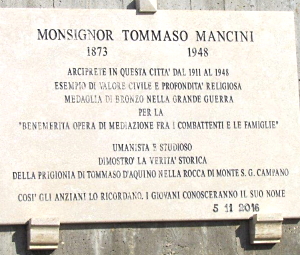 MONSIGNOR TOMMASO MANCINI
1873 1948
ARCIPRETE IN QUESTA CITTA' DAL 1911 AL 1948
ESEMPIO DI VALORE CIVILE E PROFONDITA' RELIGIOSA
MEDAGLIA DI BRONZO NELLA GRANDE GUERRA
PER LA
"BENEMERITA OPERA DI MEDIAZIONE FRA I COMBATTENTI E LE FAMIGLIE"
UMANISTA E STUDIOSO
DIMOSTRÒ LA VERITA' STORICA
DELLA PRIGIONIA DI TOMMASO D'AQUINO NELLA ROCCA DI MONTE S. G. CAMPANO
COSI' GLI ANZIANI LO RICORDANO, I GIOVANI CONOSCERANNO IL SUO NOME
5 11 2016